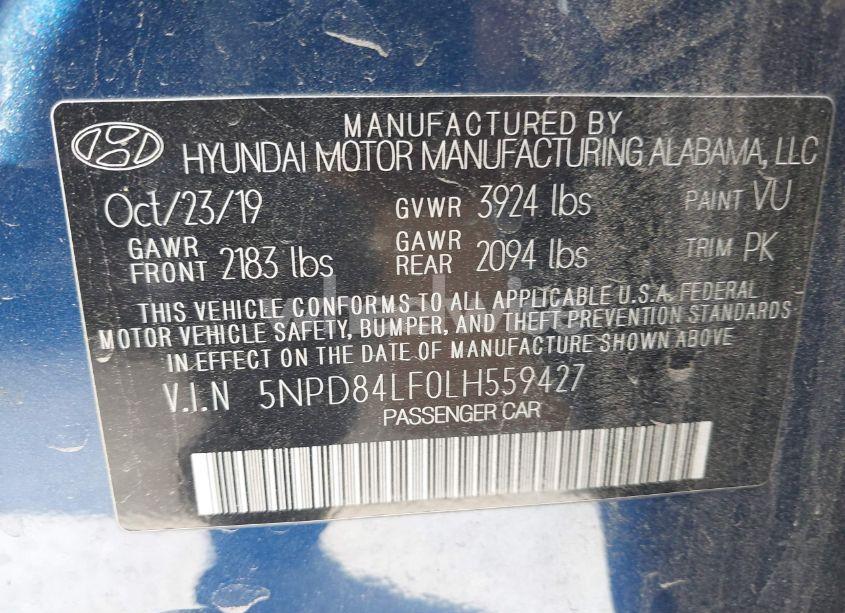 MANUFACTURED BY
HYUNDAI MOTOR MANUFACTURING ALABAMA, LLC
Oct/23/19 GVWR 3924 lbs PAINT VU
GAWR FRONT 2183 lbs GAWR REAR 2094 lbs TRIM PK
THIS VEHICLE CONFORMS TO ALL APPLICABLE U.S.A. FEDERAL
MOTOR VEHICLE SAFETY, BUMPER, AND THEFT PREVENTION STANDARDS
IN EFFECT ON THE DATE OF MANUFACTURE SHOWN ABOVE
V.I.N 5NPD84LF0LH559427
PASSENGER CAR